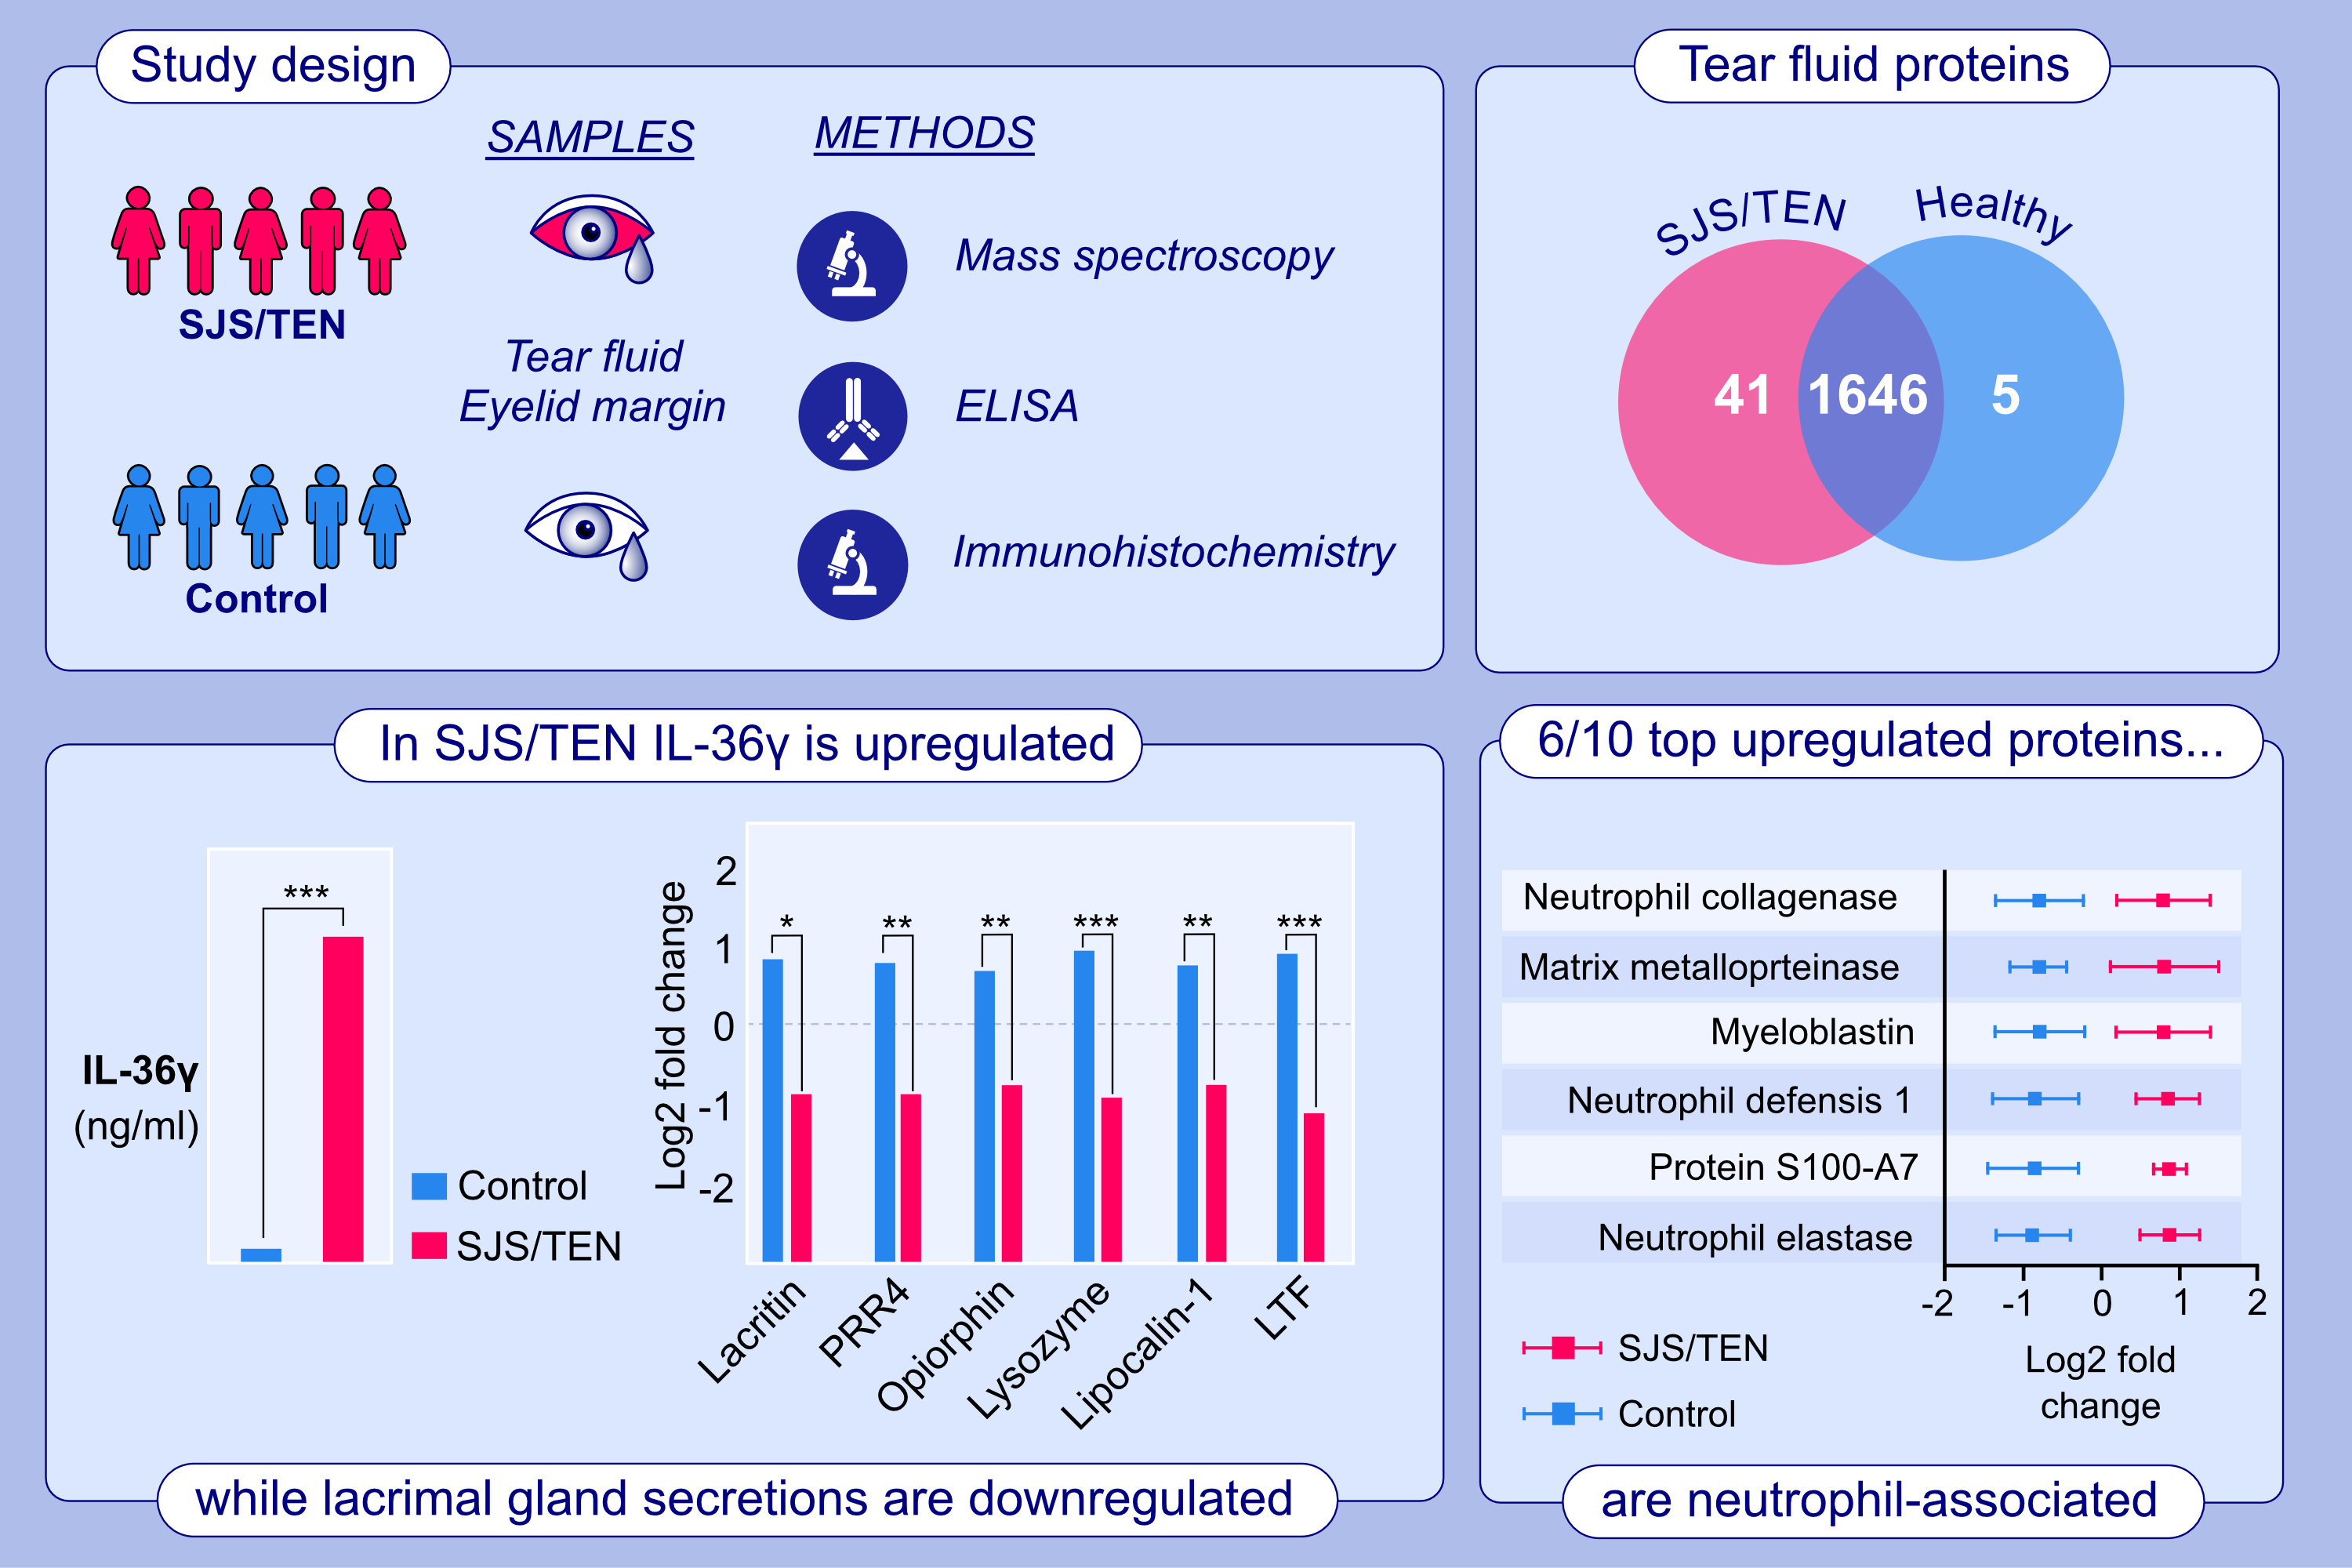 Study design
SAMPLES
METHODS
SJS/TEN
Tear fluid
Eyelid margin
Control
Mass spectroscopy
ELISA
Immunohistochemistry
Tear fluid proteins
SJS/TEN
Healthy
41
1646
5
In SJS/TEN IL-36γ is upregulated
IL-36γ
(ng/ml)
***
Control
SJS/TEN
Log2 fold change
2
1
0
-1
-2
*
**
**
***
**
***
Lacritin
PRR4
Opiorphin
Lysozyme
Lipocalin-1
LTF
while lacrimal gland secretions are downregulated
6/10 top upregulated proteins...
Neutrophil collagenase
Matrix metalloprteinase
Myeloblastin
Neutrophil defensis 1
Protein S100-A7
Neutrophil elastase
-2
-1
0
1
2
SJS/TEN
Control
Log2 fold
change
are neutrophil-associated